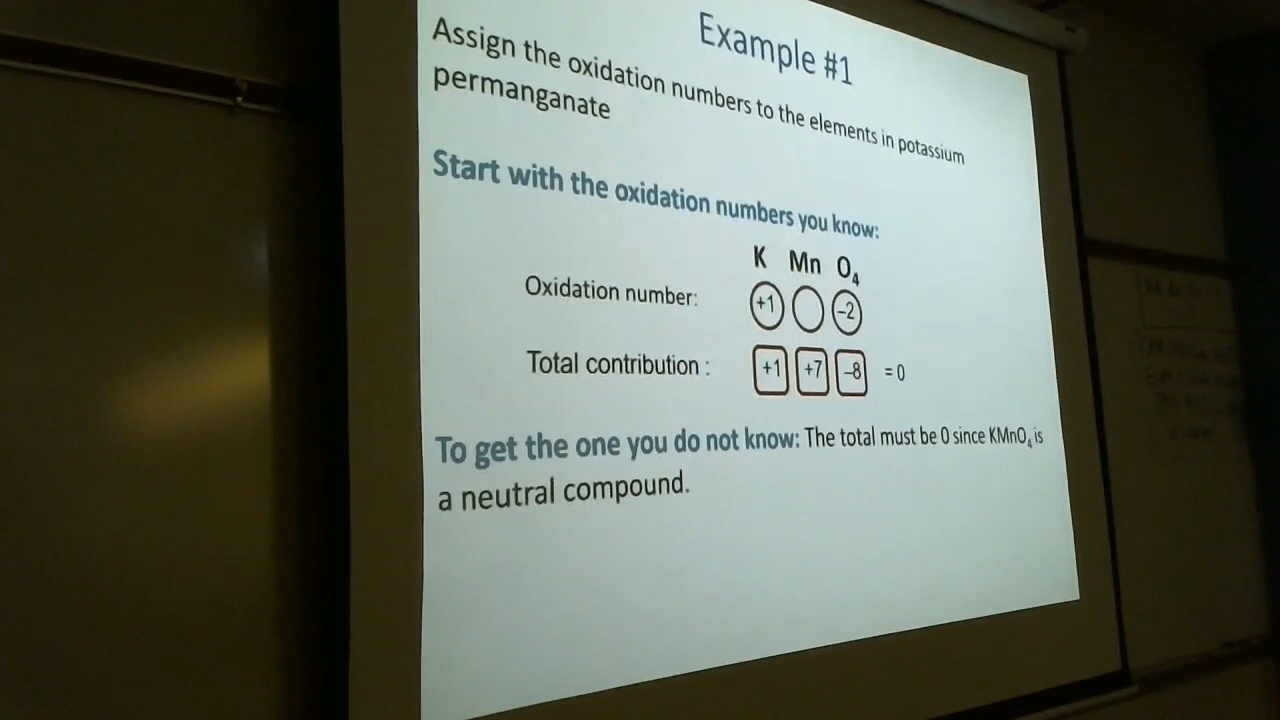 Example #1
Assign the oxidation numbers to the elements in potassium
permanganate
Start with the oxidation numbers you know:
K Mn O₄
Oxidation number: +1 –2
Total contribution : +1 +7 –8 = 0
To get the one you do not know: The total must be 0 since KMnO₄ is
a neutral compound.